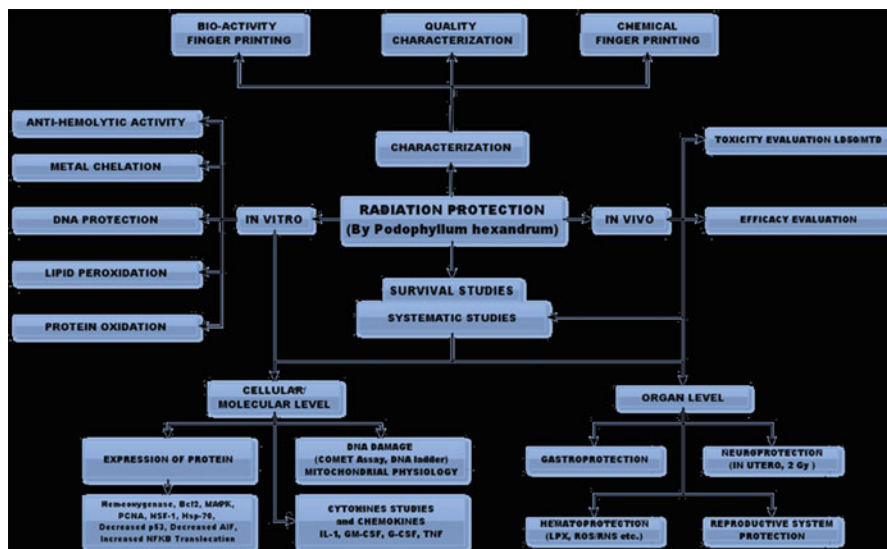 BIO-ACTIVITY
FINGER PRINTING
QUALITY
CHARACTERIZATION
CHEMICAL
FINGER PRINTING
ANTI-HEMOLYTIC ACTIVITY
METAL CHELATION
DNA PROTECTION
LIPID PEROXIDATION
PROTEIN OXIDATION
CHARACTERIZATION
IN VITRO
RADIATION PROTECTION
(By Podophyllum hexandrum)
IN VIVO
TOXICITY EVALUATION LD50/MTD
EFFICACY EVALUATION
SURVIVAL STUDIES
SYSTEMATIC STUDIES
CELLULAR/
MOLECULAR LEVEL
ORGAN LEVEL
EXPRESSION OF PROTEIN
DNA DAMAGE
(COMET Assay, DNA ladder)
MITOCHONDRIAL PHYSIOLOGY
GASTROPROTECTION
NEUROPROTECTION
(IN UTERO, 2 Gy )
Hemeoxygenase, Bcl2, MAPK,
PCNA, HSF-1, Hsp-70,
Decreased p53, Decreased AIF,
Increased NFKB Translocation
CYTOKINES STUDIES
and CHEMOKINES
IL-1, GM-CSF, G-CSF, TNF
HEMATOPROTECTION
(LPX, ROS/RNS etc.)
REPRODUCTIVE SYSTEM
PROTECTION